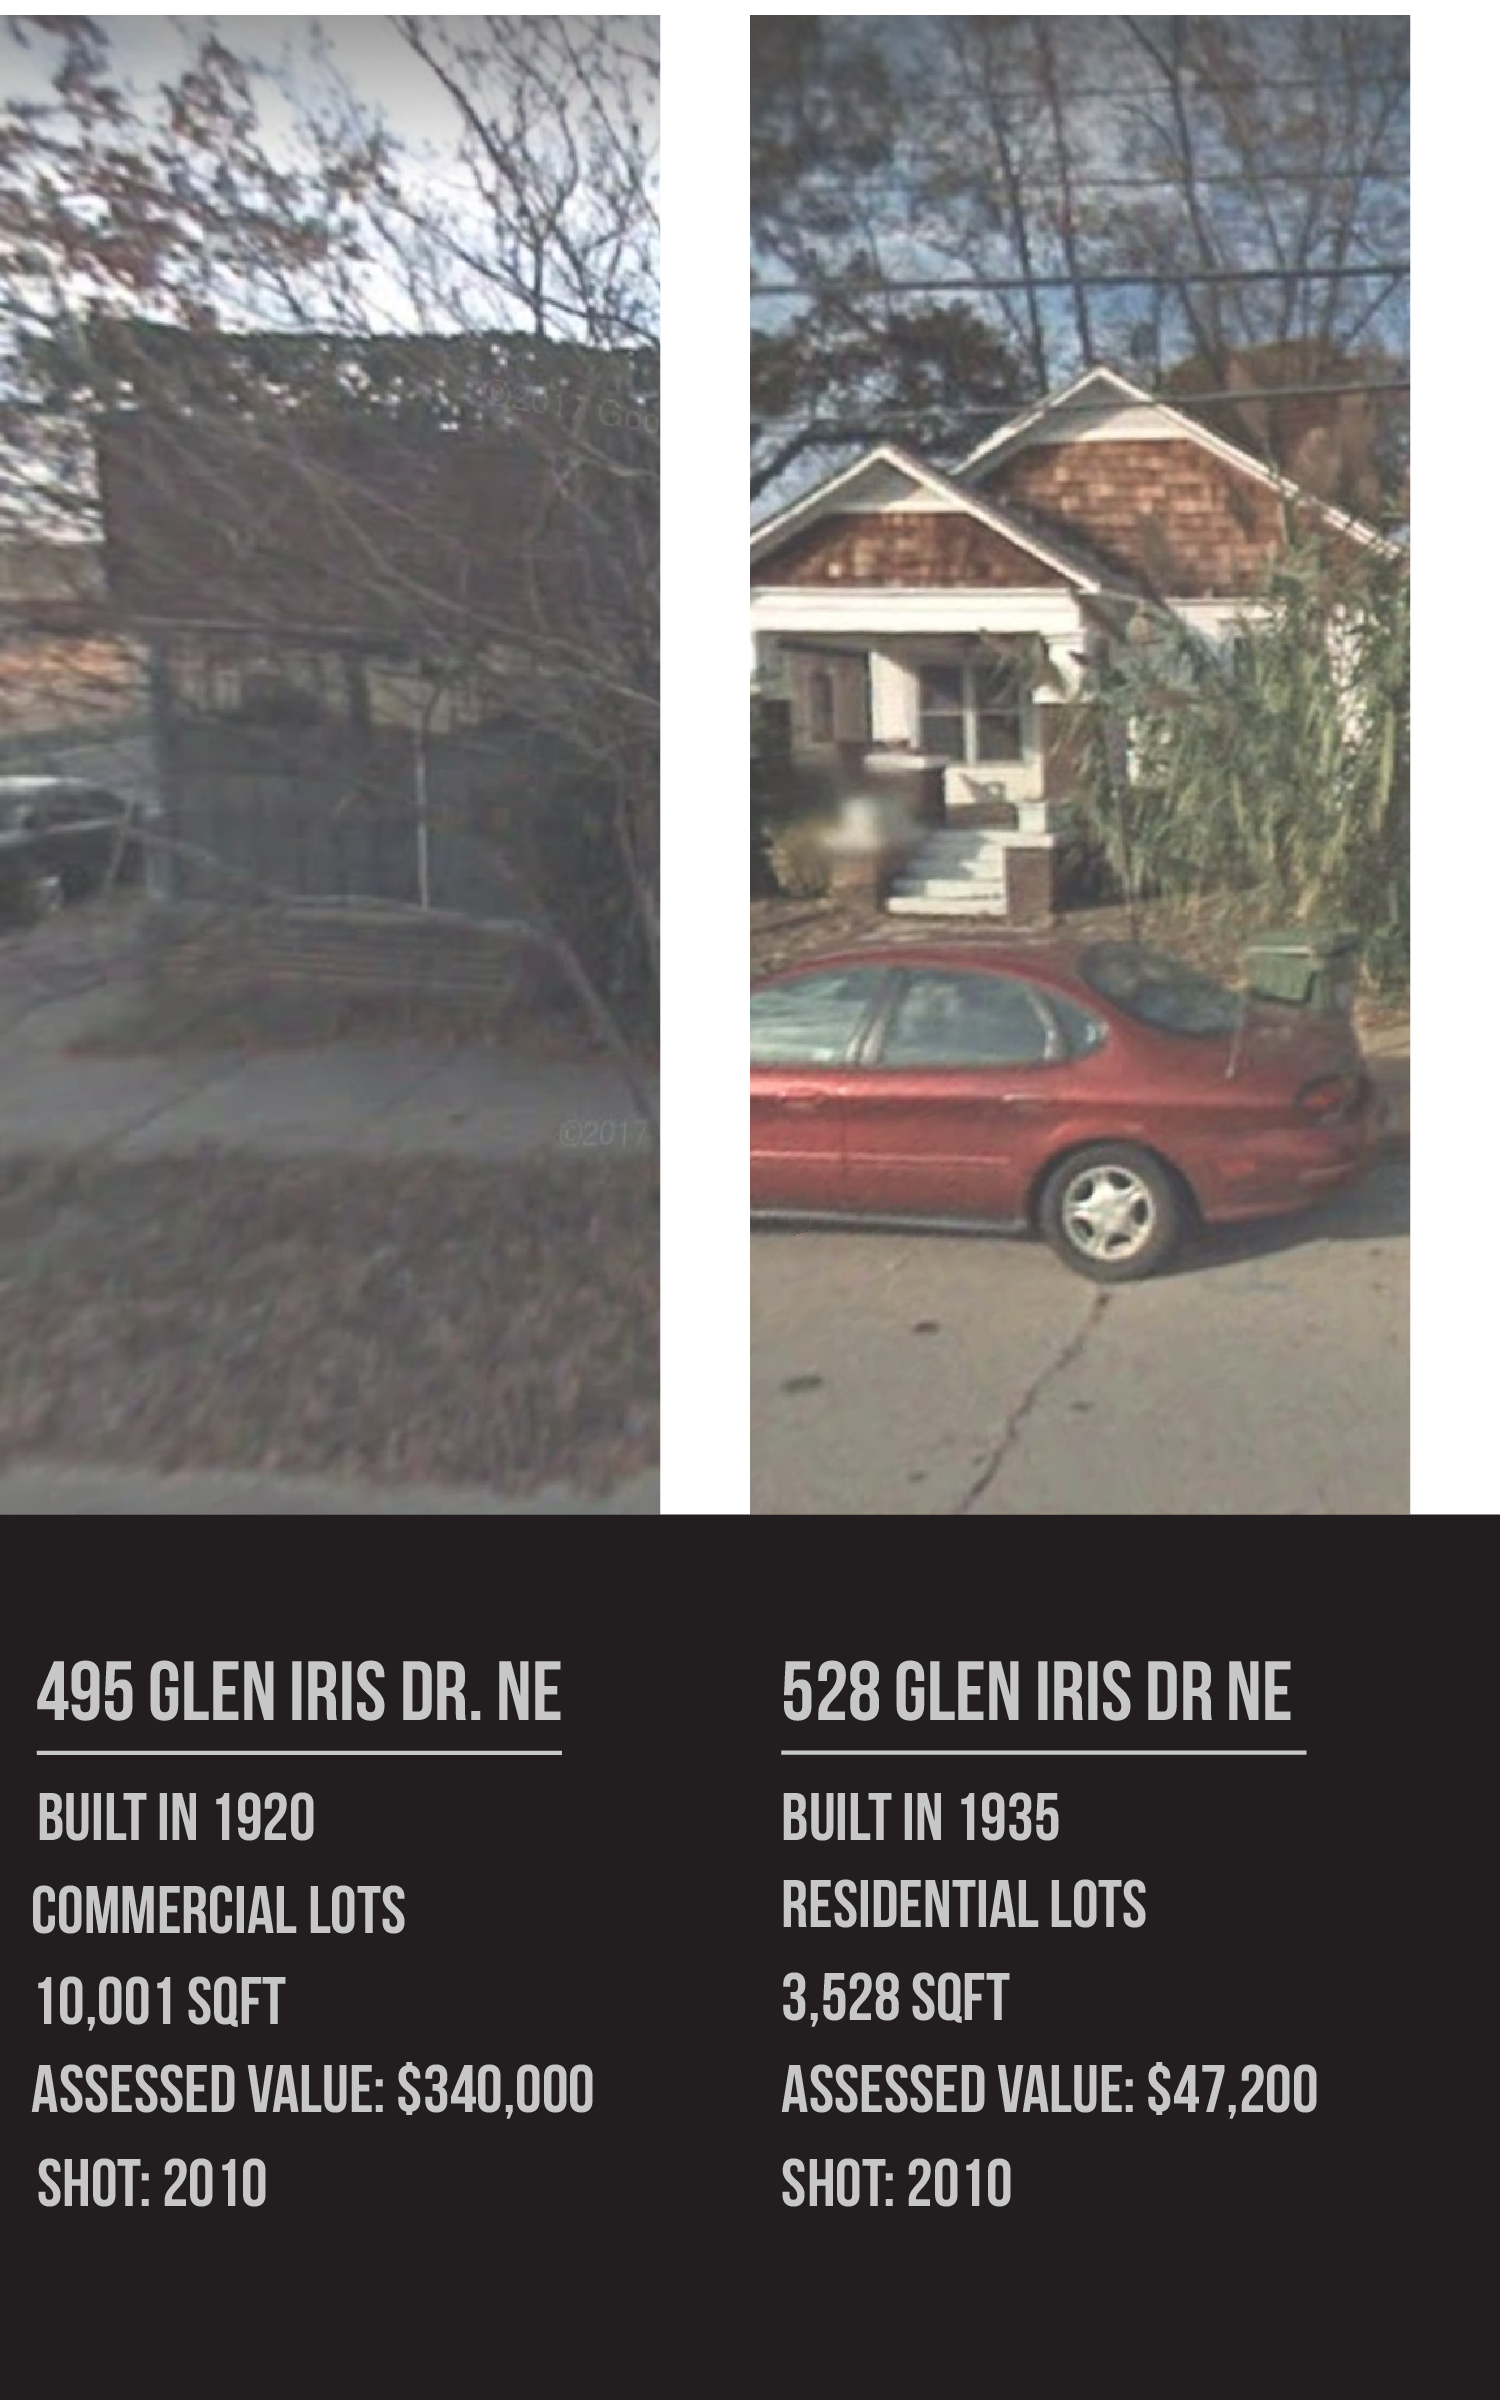 ©2017 Goo
©2017
495 GLEN IRIS DR. NE
BUILT IN 1920
COMMERCIAL LOTS
10,001 SQFT
ASSESSED VALUE: $340,000
SHOT: 2010
528 GLEN IRIS DR NE
BUILT IN 1935
RESIDENTIAL LOTS
3,528 SQFT
ASSESSED VALUE: $47,200
SHOT: 2010